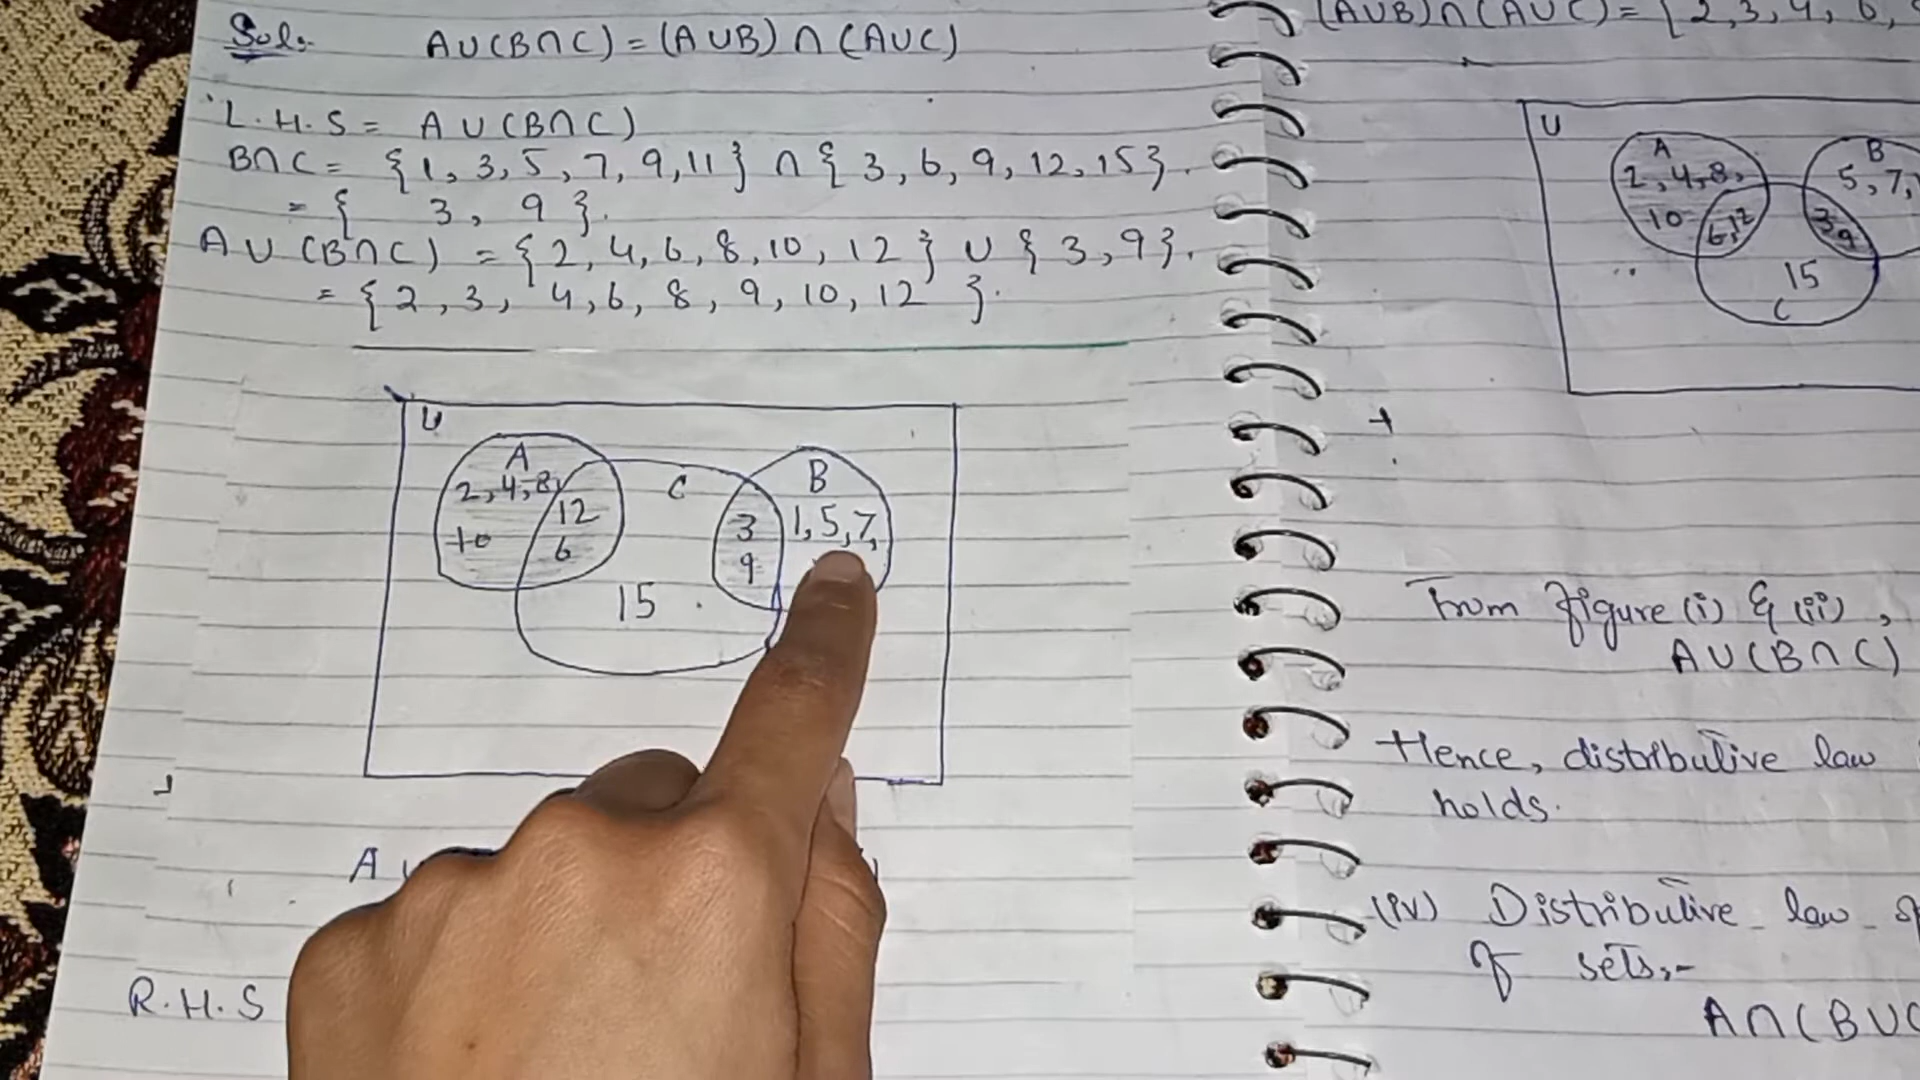 Sol:
A∪(B∩C) = (A∪B) ∩ (A∪C)
L.H.S = A∪(B∩C)
B∩C = {1, 3, 5, 7, 9, 11} ∩ {3, 6, 9, 12, 15}.
= { 3, 9 }.
A∪ (B∩C) = {2, 4, 6, 8, 10, 12} ∪ {3, 9}.
= {2, 3, 4, 6, 8, 9, 10, 12 }.
U
A
2, 4, 8,
10
12
6
C
15
3
9
B
1, 5, 7,
A
R.H.S
(A∪B)∩(A∪C) = {2, 3, 4, 6,
U
A
2, 4, 8,
10
6, 12
B
5, 7,
3
9
15
C
From figure (i) & (ii),
A∪(B∩C)
Hence, distributive law
holds.
(iv) Distributive law
of sets,-
A∩(B∪C